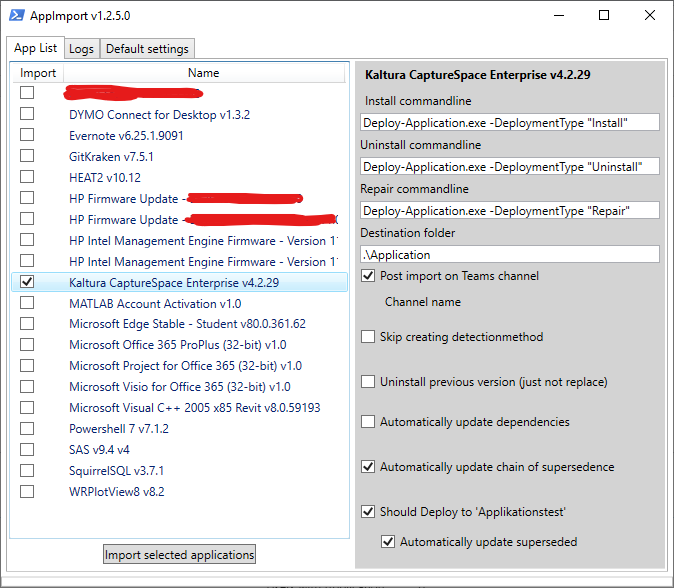 AppImport v1.2.5.0
App List
Logs
Default settings
Import
Name
DYMO Connect for Desktop v1.3.2
Evernote v6.25.1.9091
GitKraken v7.5.1
HEAT2 v10.12
HP Firmware Update -
HP Firmware Update -
HP Intel Management Engine Firmware - Version 1
HP Intel Management Engine Firmware - Version 1
Kaltura CaptureSpace Enterprise v4.2.29
MATLAB Account Activation v1.0
Microsoft Edge Stable - Student v80.0.361.62
Microsoft Office 365 ProPlus (32-bit) v1.0
Microsoft Project for Office 365 (32-bit) v1.0
Microsoft Visio for Office 365 (32-bit) v1.0
Microsoft Visual C++ 2005 x85 Revit v8.0.59193
Powershell 7 v7.1.2
SAS v9.4 v4
SquirrelSQL v3.7.1
WRPlotView8 v8.2
Import selected applications
Kaltura CaptureSpace Enterprise v4.2.29
Install commandline
Deploy-Application.exe -DeploymentType "Install"
Uninstall commandline
Deploy-Application.exe -DeploymentType "Uninstall"
Repair commandline
Deploy-Application.exe -DeploymentType "Repair"
Destination folder
.\Application
Post import on Teams channel
Channel name
Skip creating detectionmethod
Uninstall previous version (just not replace)
Automatically update dependencies
Automatically update chain of supersedence
Should Deploy to 'Applikationstest'
Automatically update superseded